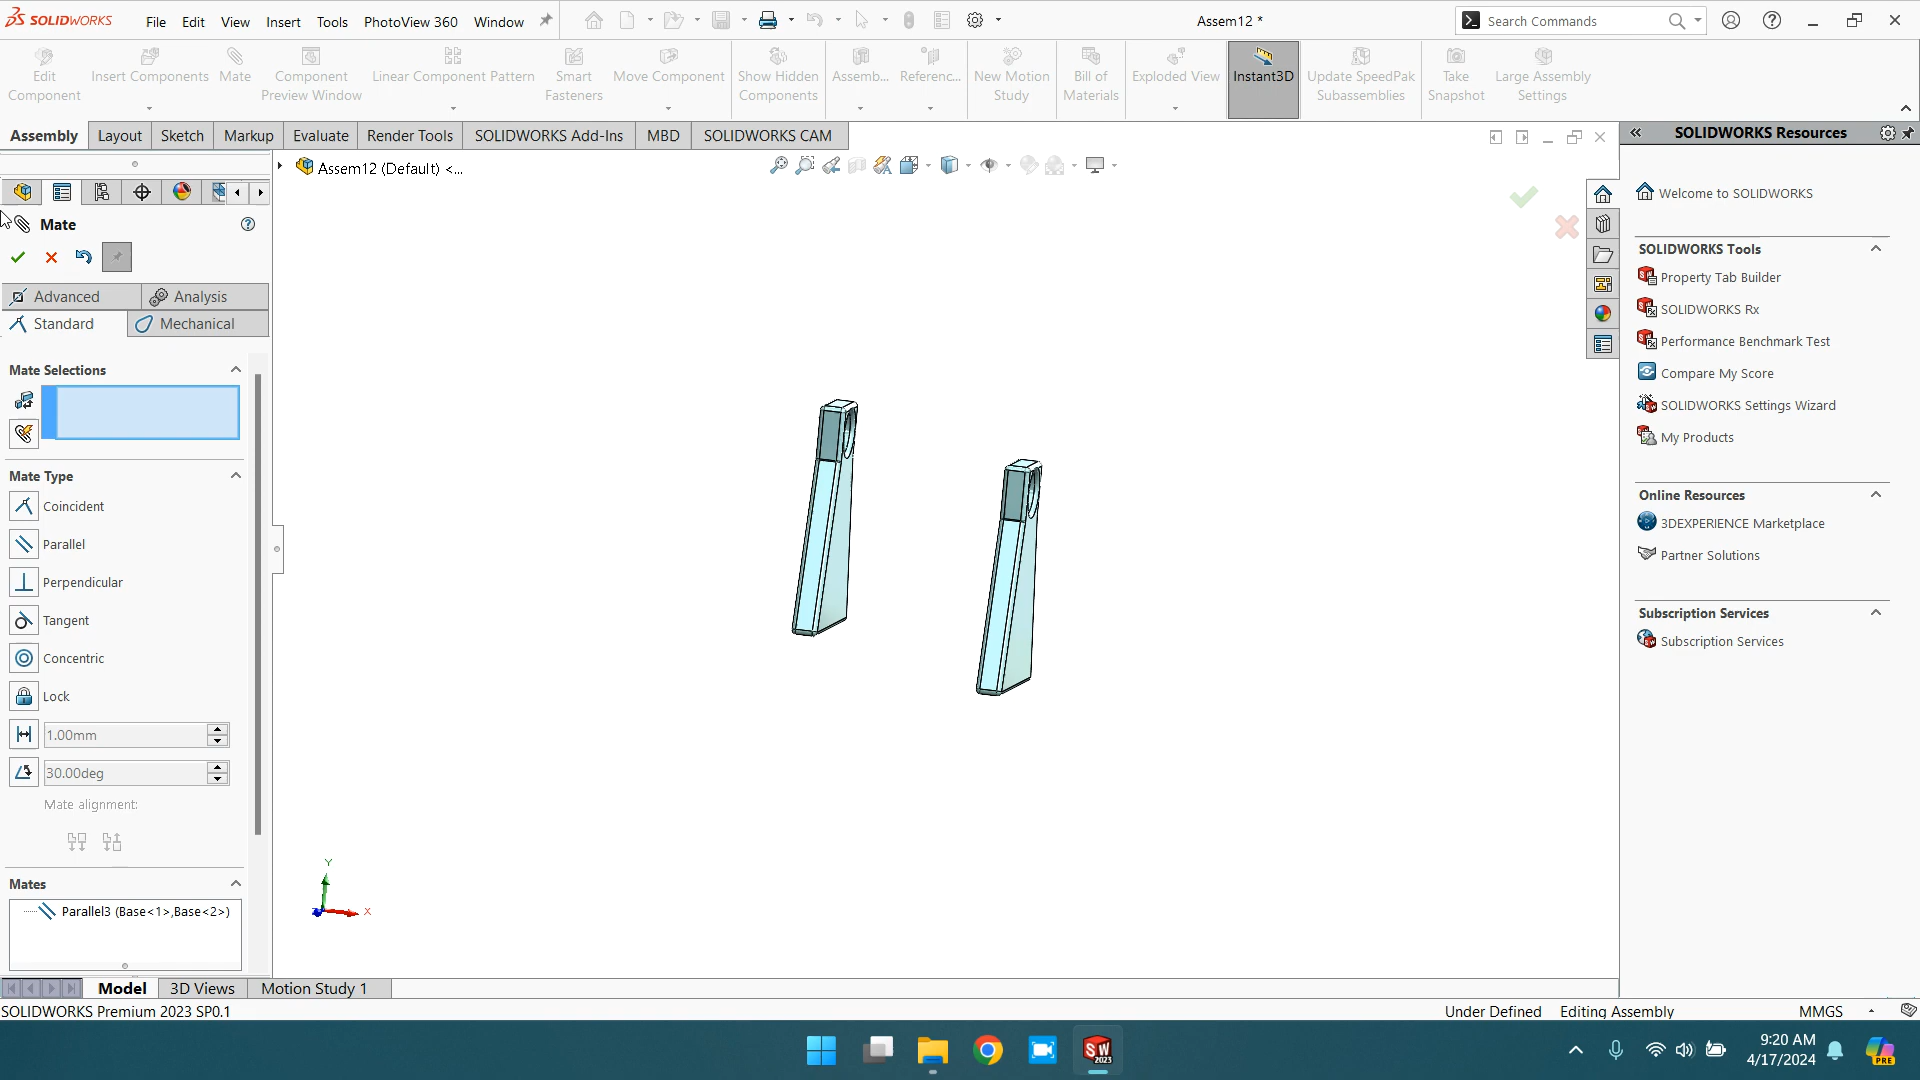 SOLIDWORKS File Edit View Insert Tools PhotoView 360 Window Assem12 * Search Commands
Edit Component
Insert Components
Mate
Component Preview Window
Linear Component Pattern
Smart Fasteners
Move Component
Show Hidden Components
Assemb...
Referenc...
New Motion Study
Bill of Materials
Exploded View
Instant3D
Update SpeedPak Subassemblies
Take Snapshot
Large Assembly Settings
Assembly Layout Sketch Markup Evaluate Render Tools SOLIDWORKS Add-Ins MBD SOLIDWORKS CAM
Assem12 (Default) <...
Mate
Advanced Analysis
Standard Mechanical
Mate Selections
Mate Type
Coincident
Parallel
Perpendicular
Tangent
Concentric
Lock
1.00mm
30.00deg
Mate alignment:
Mates
Parallel3 (Base<1>,Base<2>)
Y
X
Model 3D Views Motion Study 1
SOLIDWORKS Premium 2023 SP0.1
Under Defined Editing Assembly MMGS
SOLIDWORKS Resources
Welcome to SOLIDWORKS
SOLIDWORKS Tools
Property Tab Builder
SOLIDWORKS Rx
Performance Benchmark Test
Compare My Score
SOLIDWORKS Settings Wizard
My Products
Online Resources
3DEXPERIENCE Marketplace
Partner Solutions
Subscription Services
Subscription Services
SW
2023
9:20 AM
4/17/2024
PRE